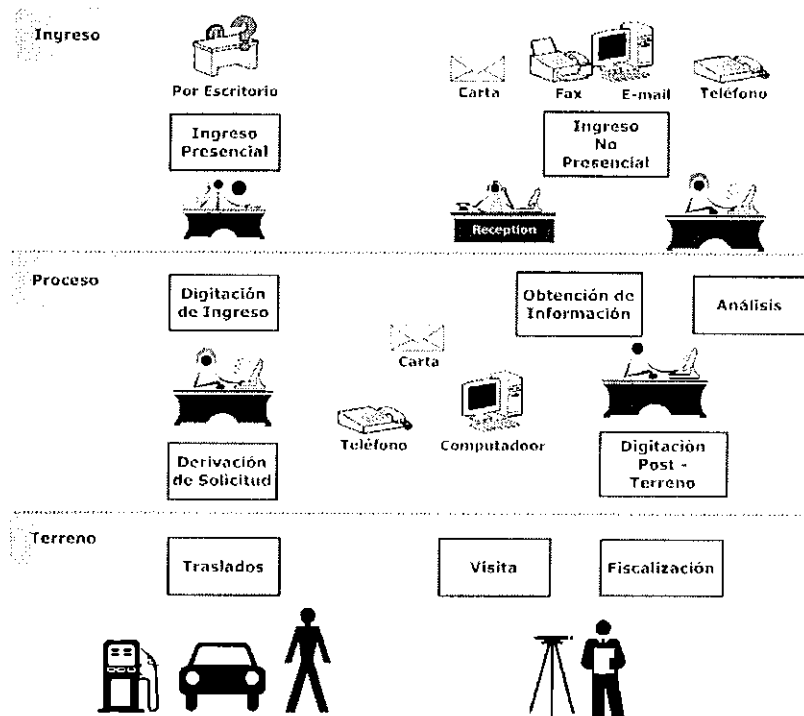 Ingreso
Por Escritorio
Carta
Fax
E-mail
Teléfono
Ingreso
Presencial
Ingreso
No
Presencial
Reception
Proceso
Digitación
de Ingreso
Obtención de
Información
Análisis
Carta
Teléfono
Computadoor
Derivación
de Solicitud
Digitación
Post -
Terreno
Terreno
Traslados
Visita
Fiscalización